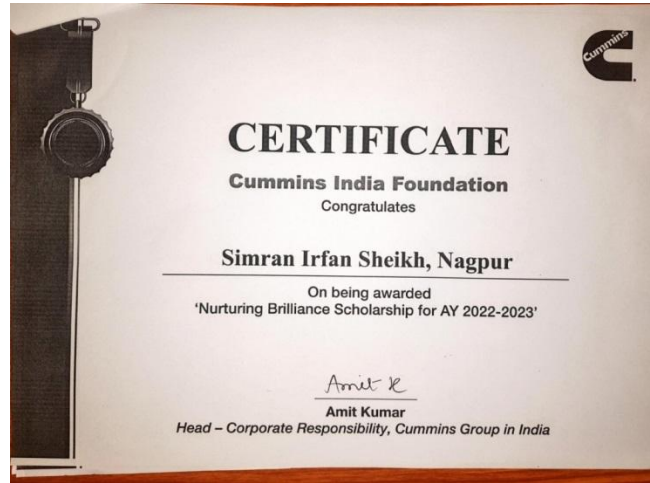 Cummins
CERTIFICATE
Cummins India Foundation
Congratulates
Simran Irfan Sheikh, Nagpur
On being awarded
'Nurturing Brilliance Scholarship for AY 2022-2023'
Amit K
Amit Kumar
Head – Corporate Responsibility, Cummins Group in India